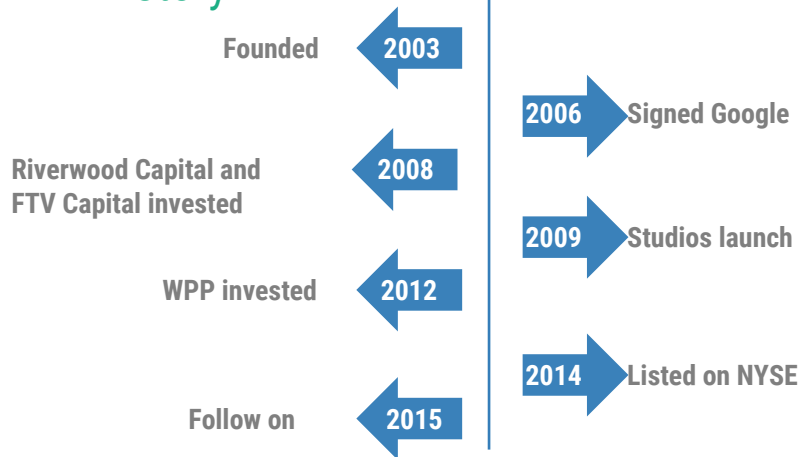 Founded
2003
2006
Signed Google
Riverwood Capital and
FTV Capital invested
2008
2009
Studios launch
WPP invested
2012
2014
Listed on NYSE
Follow on
2015